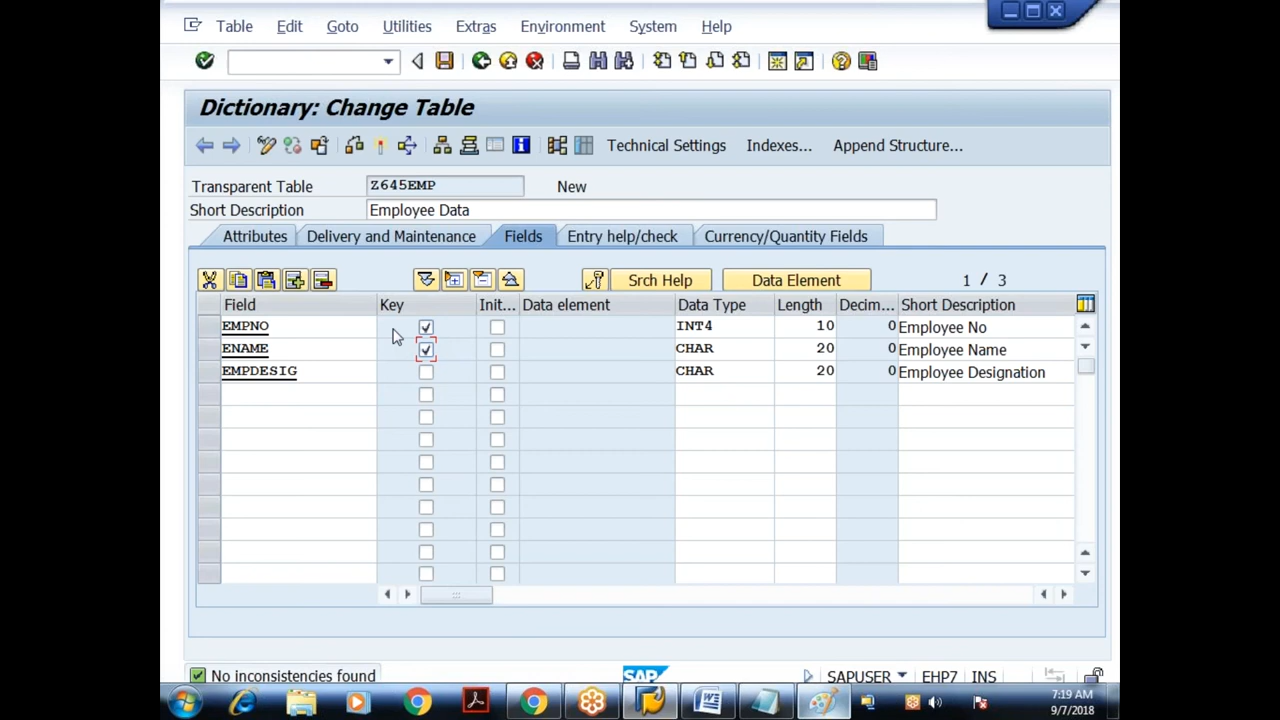 Table Edit Goto Utilities Extras Environment System Help
Dictionary: Change Table
Technical Settings Indexes... Append Structure...
Transparent Table Z645EMP New
Short Description Employee Data
Attributes Delivery and Maintenance Fields Entry help/check Currency/Quantity Fields
Srch Help Data Element 1 / 3
Field Key Init... Data element Data Type Length Decim... Short Description
EMPNO INT4 10 0 Employee No
ENAME CHAR 20 0 Employee Name
EMPDESIG CHAR 20 0 Employee Designation
No inconsistencies found SAP SAPUSER EHP7 INS
7:19 AM
9/7/2018